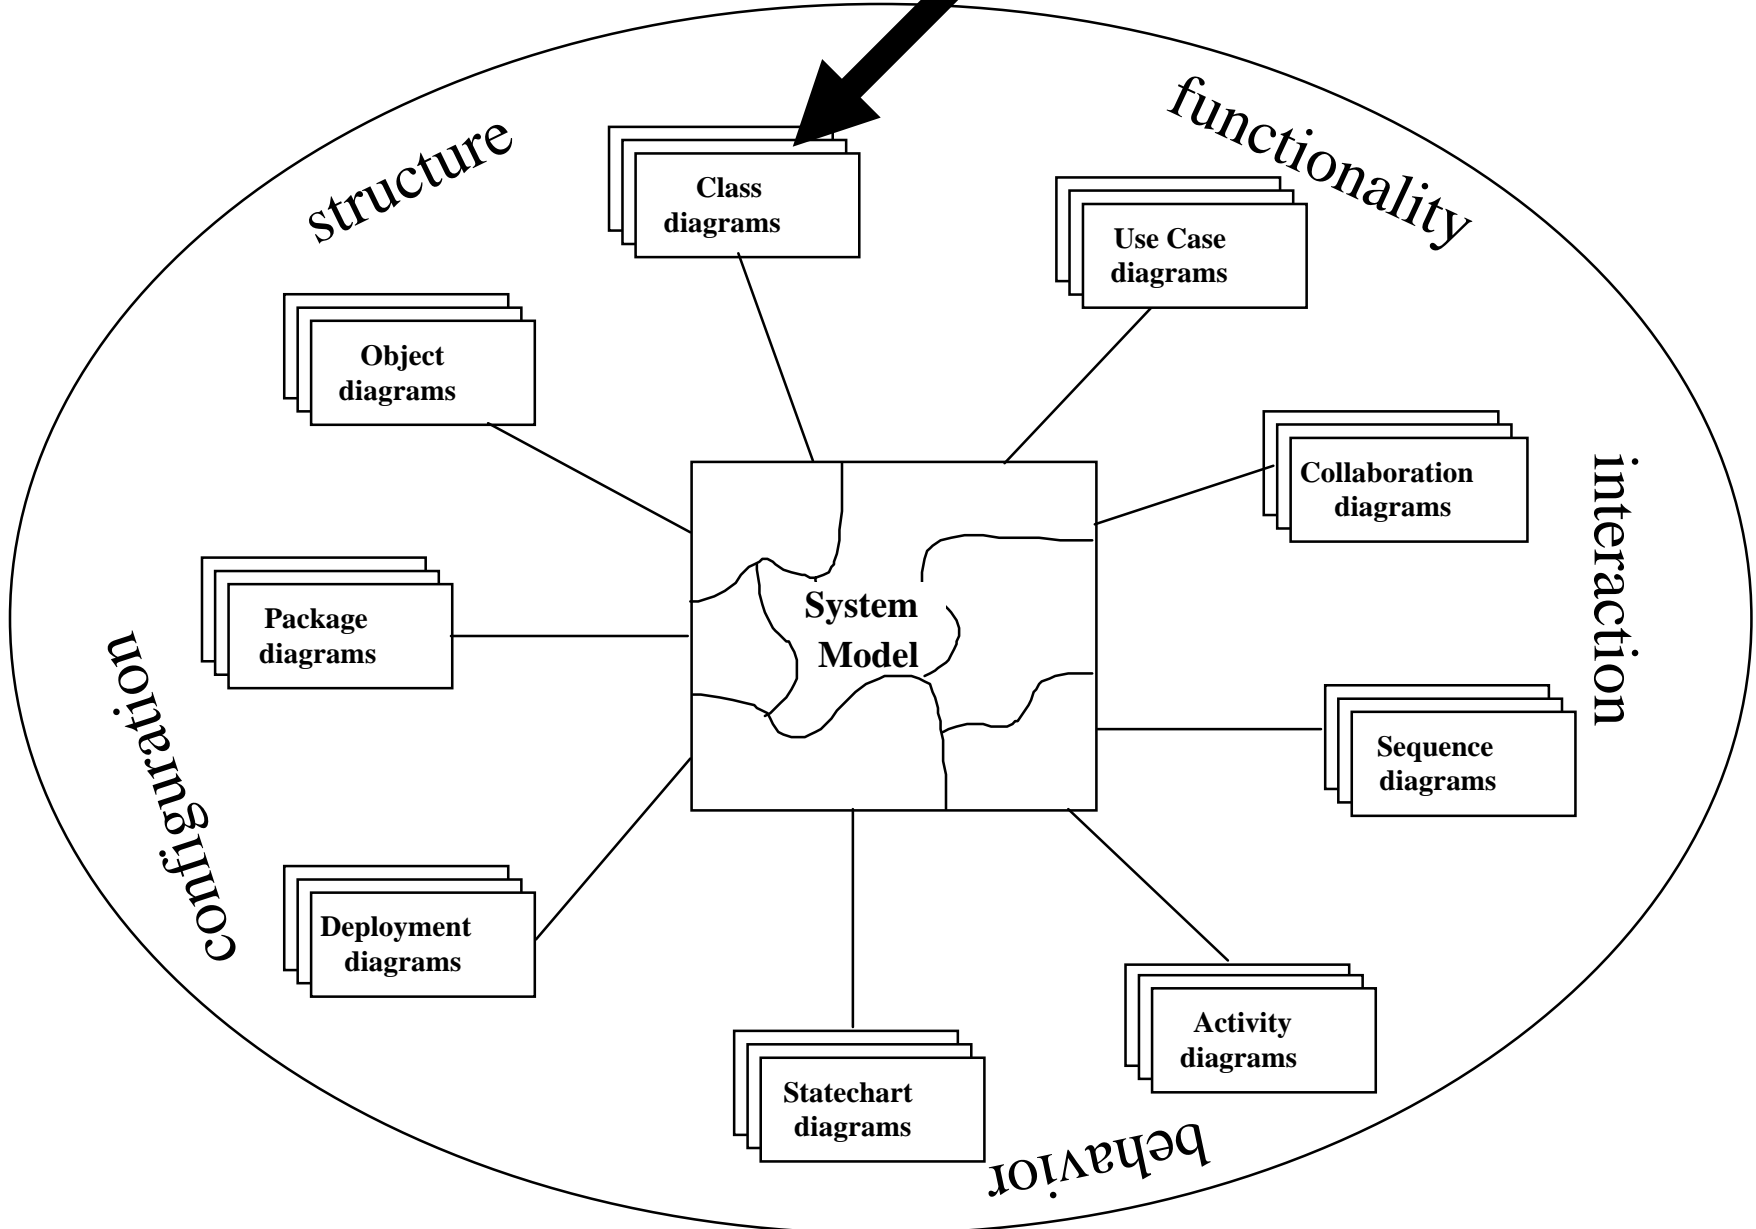 structure
functionality
Class
diagrams
Use Case
diagrams
Object
diagrams
Collaboration
diagrams
interaction
System
Model
Package
diagrams
configuration
Sequence
diagrams
Deployment
diagrams
Activity
diagrams
Statechart
diagrams
behavior